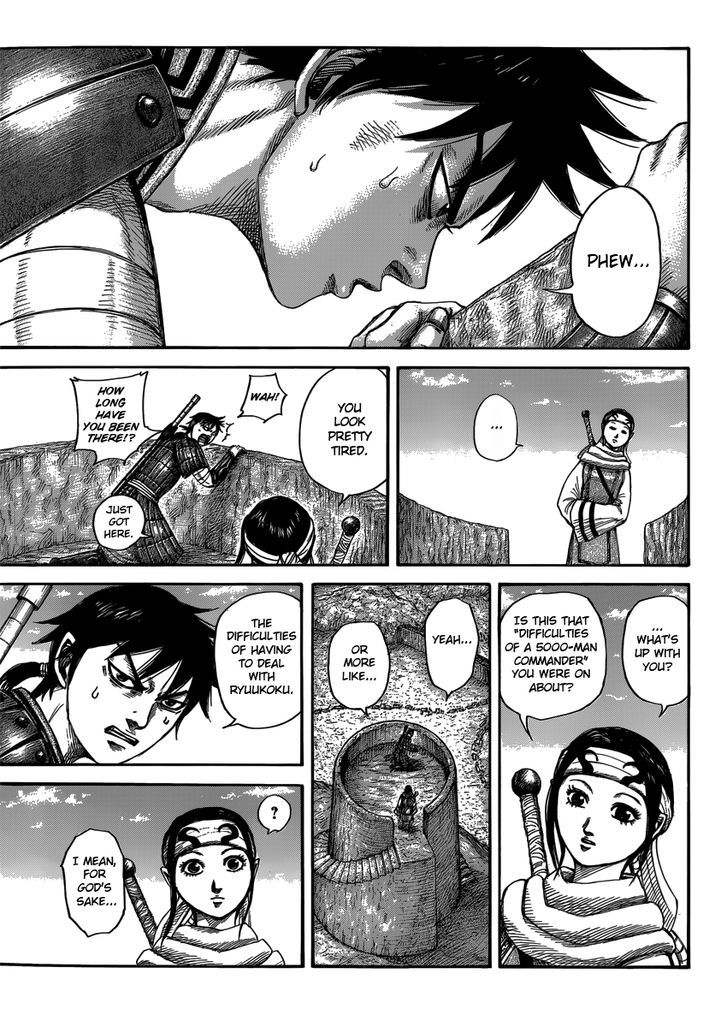 PHEW...
...
YOU
LOOK
PRETTY
TIRED.
WAH!
HOW
LONG
HAVE
YOU BEEN
THERE!?
JUST
GOT
HERE.
...
WHAT'S
UP WITH
YOU?
IS THIS THAT
"DIFFICULTIES
OF A 5000-MAN
COMMANDER"
YOU WERE ON
ABOUT?
YEAH...
OR
MORE
LIKE...
THE
DIFFICULTIES
OF HAVING
TO DEAL
WITH
RYUUKOKU.
?
I MEAN,
FOR
GOD'S
SAKE...